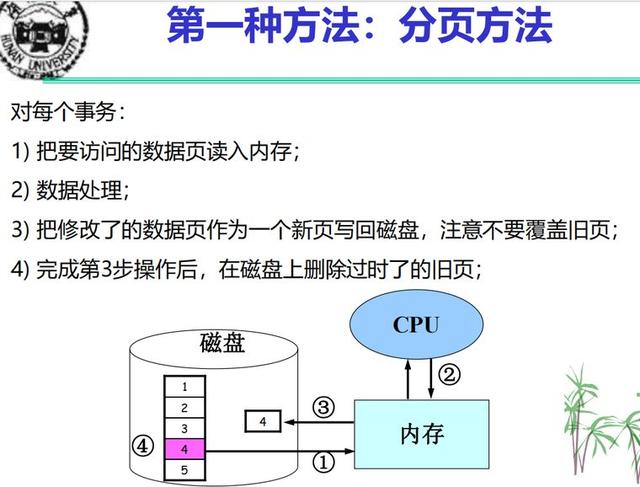 HUNAN UNIVERSITY
第一种方法：分页方法
对每个事务：
1) 把要访问的数据页读入内存；
2) 数据处理；
3) 把修改了的数据页作为一个新页写回磁盘，注意不要覆盖旧页；
4) 完成第3步操作后，在磁盘上删除过时了的旧页；
CPU
磁盘
②
1
2
3
4
5
4
③
④
①
内存